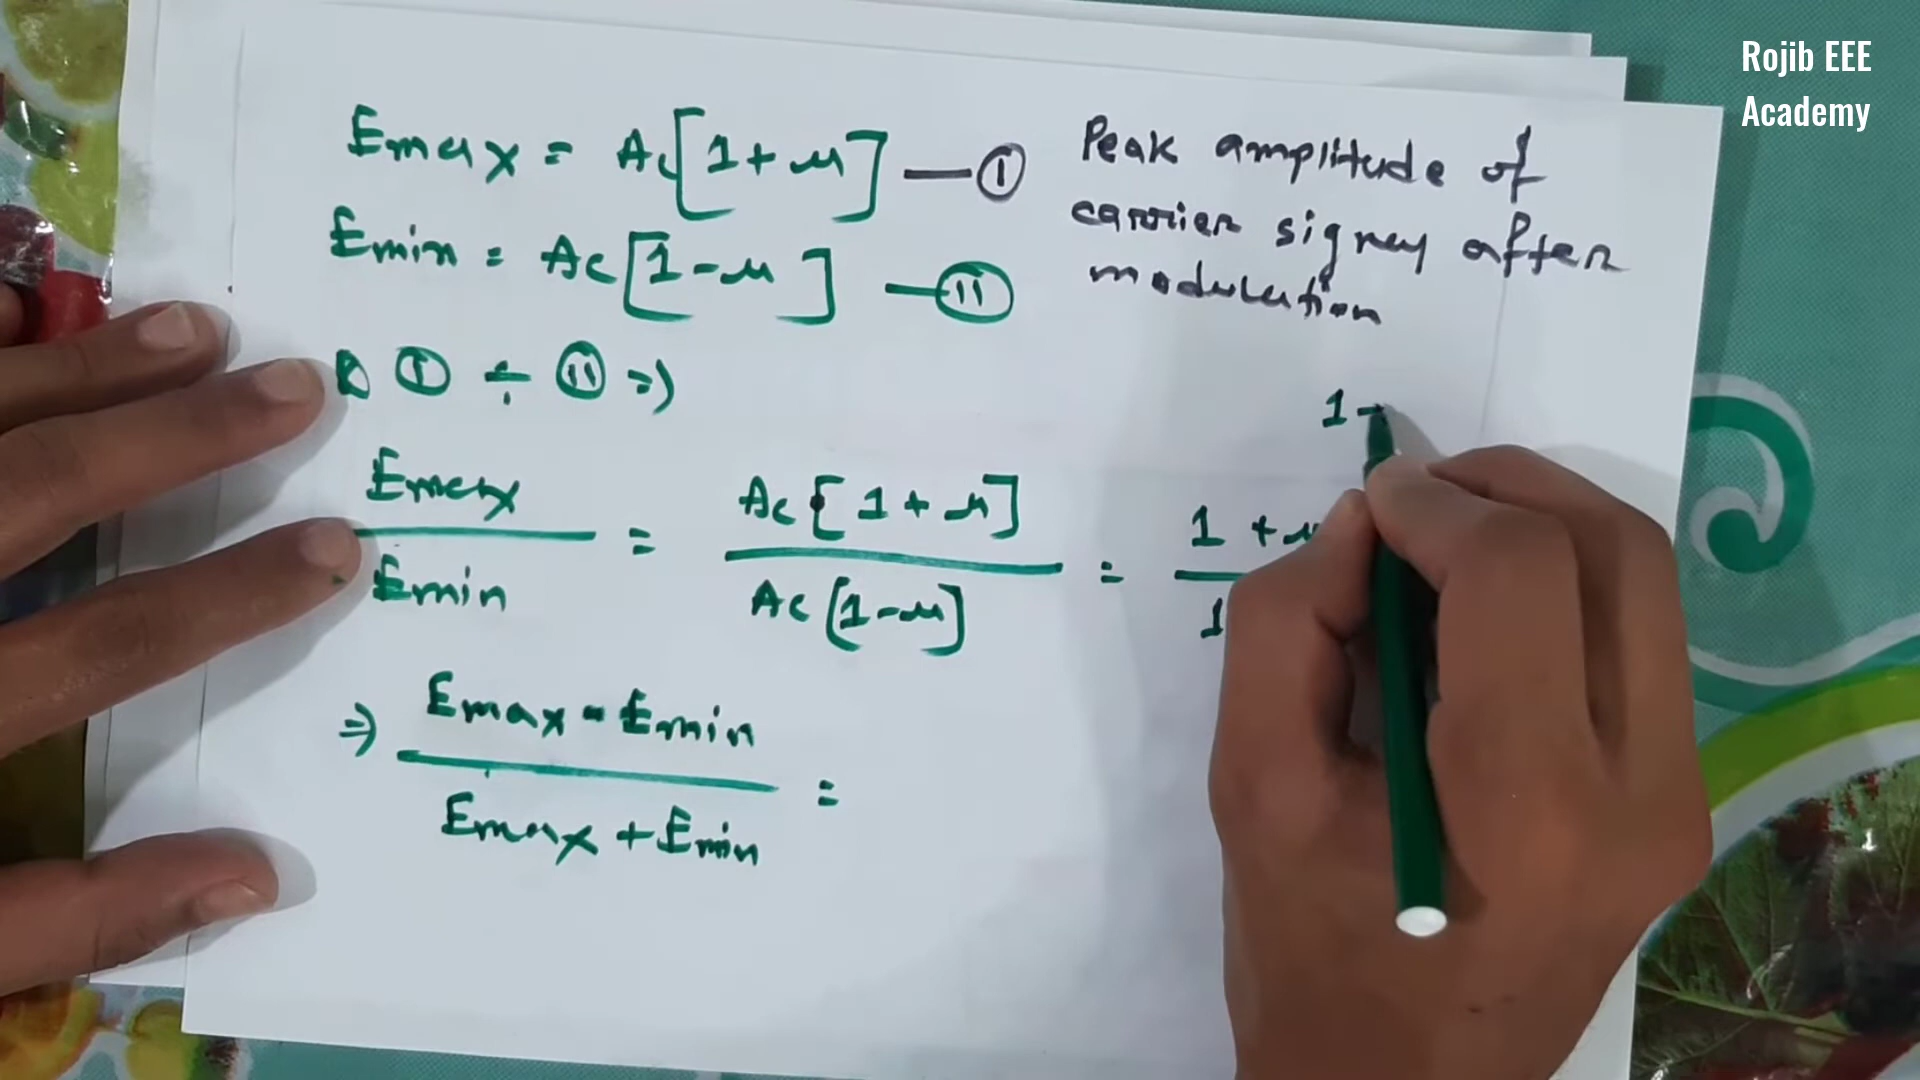 Rojib EEE
Academy
Emax = Ac[1+μ] — (I)
Peak amplitude of
carrier signal after
modulation
Emin = Ac[1-μ] — (II)
(I) ÷ (II) =>
1-
Emax / Emin = Ac[1+μ] / Ac[1-μ] = 1+μ / 1
=> Emax - Emin / Emax + Emin =